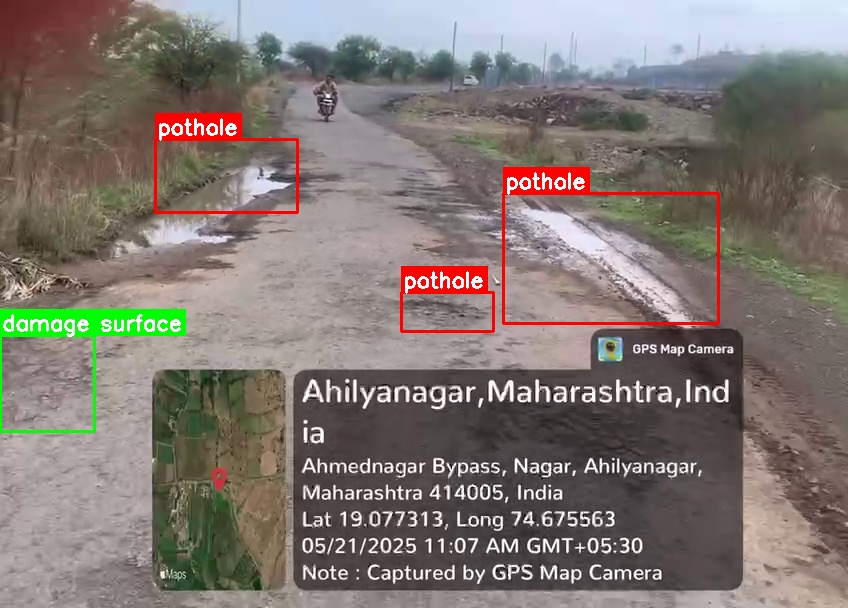 pothole
pothole
pothole
damage surface
GPS Map Camera
Ahilyanagar,Maharashtra,Ind
ia
Ahmednagar Bypass, Nagar, Ahilyanagar,
Maharashtra 414005, India
Lat 19.077313, Long 74.675563
05/21/2025 11:07 AM GMT+05:30
Note : Captured by GPS Map Camera
Maps